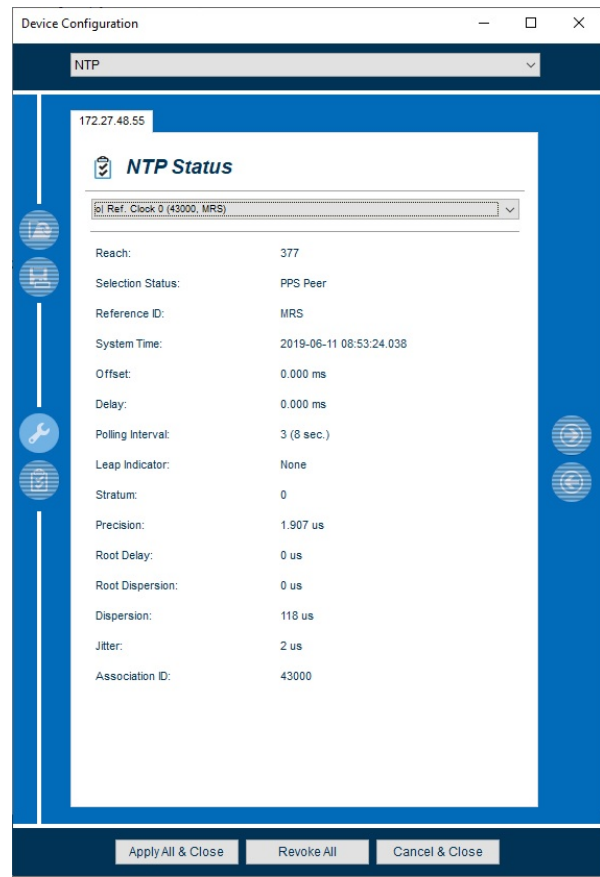 Device Configuration
NTP
172.27.48.55
NTP Status
o| Ref. Clock 0 (43000, MRS)
Reach: 377
Selection Status: PPS Peer
Reference ID: MRS
System Time: 2019-06-11 08:53:24.038
Offset: 0.000 ms
Delay: 0.000 ms
Polling Interval: 3 (8 sec.)
Leap Indicator: None
Stratum: 0
Precision: 1.907 us
Root Delay: 0 us
Root Dispersion: 0 us
Dispersion: 118 us
Jitter: 2 us
Association ID: 43000
Apply All & Close Revoke All Cancel & Close